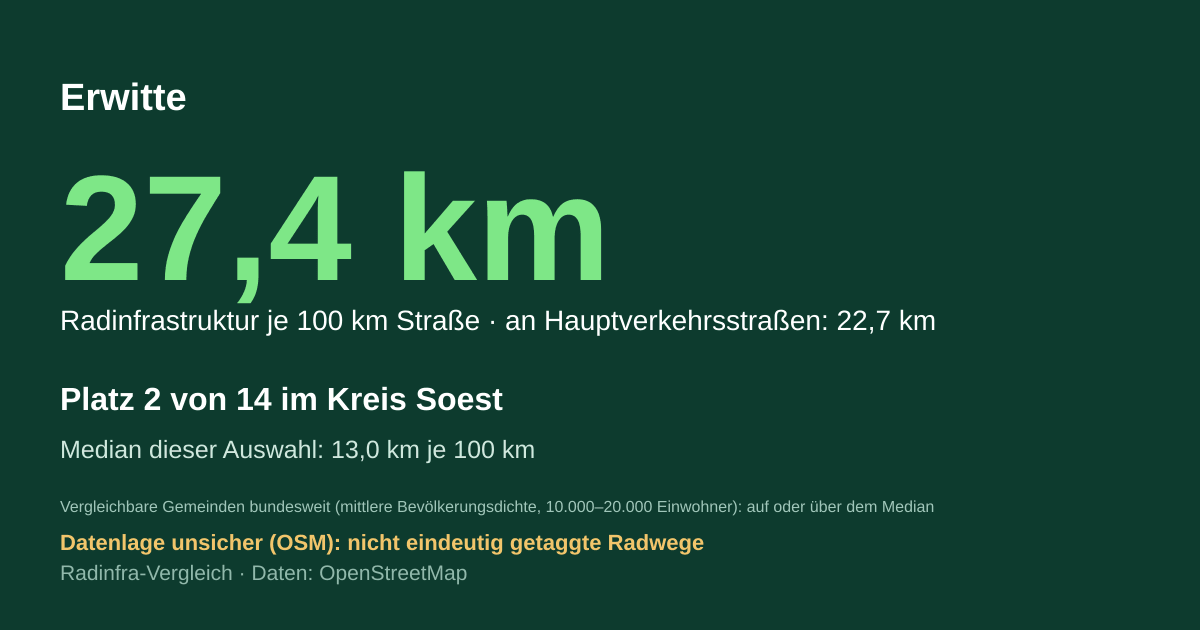 Erwitte
27,4 km
Radinfrastruktur je 100 km Straße · an Hauptverkehrsstraßen: 22,7 km
Platz 2 von 14 im Kreis Soest
Median dieser Auswahl: 13,0 km je 100 km
Vergleichbare Gemeinden bundesweit (mittlere Bevölkerungsdichte, 10.000–20.000 Einwohner): auf oder über dem Median
Datenlage unsicher (OSM): nicht eindeutig getaggte Radwege
Radinfra-Vergleich · Daten: OpenStreetMap